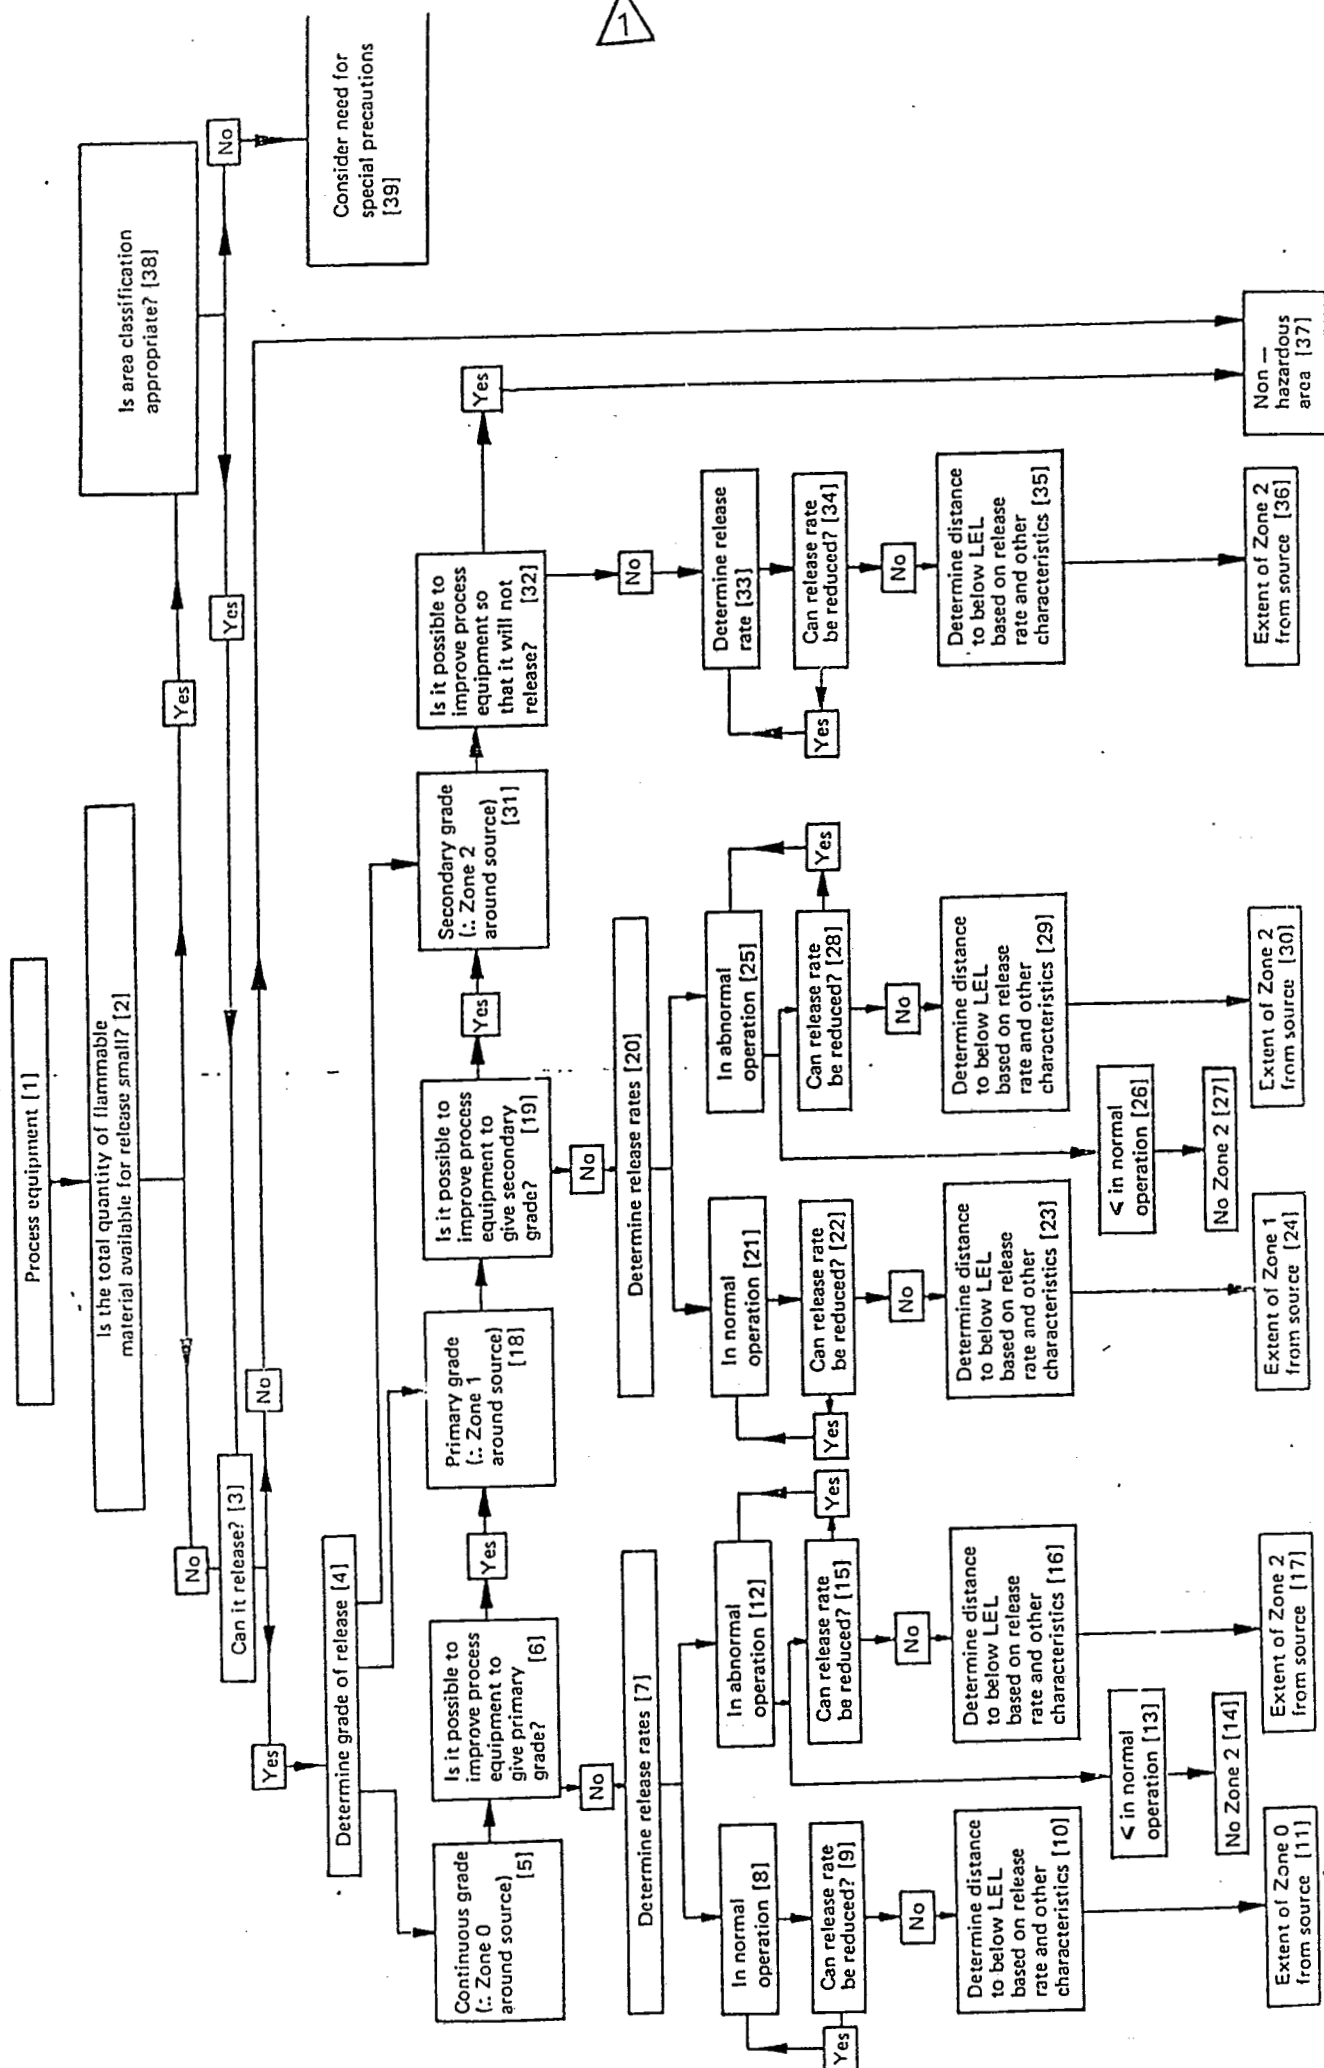 1
Process equipment [1]
Is the total quantity of flammable
material available for release small? [2]
Yes
Is area classification
appropriate? [38]
No
Consider need for
special precautions
[39]
Yes
No
Can it release? [3]
No
Yes
Determine grade of release [4]
Continuous grade
(∴ Zone 0
around source)
[5]
Is it possible to
improve process
equipment to
give primary
grade? [6]
Yes
Primary grade
(∴ Zone 1
around source)
[18]
Is it possible to
improve process
equipment to
give secondary
grade? [19]
Yes
Secondary grade
(∴ Zone 2
around source)
[31]
Is it possible to
improve process
equipment so
that it will not
release? [32]
Yes
No
Determine release rates [7]
In normal
operation [8]
Can release rate
be reduced? [9]
Yes
No
Determine distance
to below LEL
based on release
rate and other
characteristics [10]
Extent of Zone 0
from source [11]
In abnormal
operation [12]
< in normal
operation [13]
No Zone 2 [14]
Can release rate
be reduced? [15]
Yes
No
Determine distance
to below LEL
based on release
rate and other
characteristics [16]
Extent of Zone 2
from source [17]
No
Determine release rates [20]
In normal
operation [21]
Can release rate
be reduced? [22]
Yes
No
Determine distance
to below LEL
based on release
rate and other
characteristics [23]
Extent of Zone 1
from source [24]
In abnormal
operation [25]
< in normal
operation [26]
No Zone 2 [27]
Can release rate
be reduced? [28]
Yes
No
Determine distance
to below LEL
based on release
rate and other
characteristics [29]
Extent of Zone 2
from source [30]
No
Determine release
rate [33]
Can release rate
be reduced? [34]
Yes
No
Determine distance
to below LEL
based on release
rate and other
characteristics [35]
Extent of Zone 2
from source [36]
Non –
hazardous
area [37]